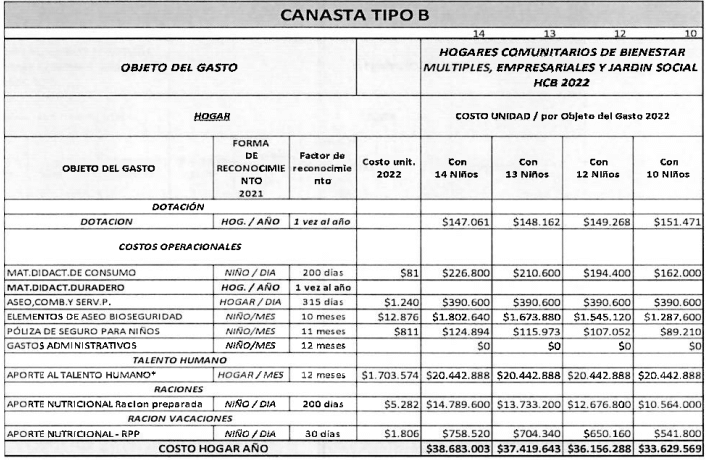 CANASTA TIPO B
14 13 12 10
OBJETO DEL GASTO
HOGARES COMUNITARIOS DE BIENESTAR
MULTIPLES, EMPRESARIALES Y JARDIN SOCIAL
HCB 2022
HOGAR
COSTO UNIDAD / por Objeto del Gasto 2022
OBJETO DEL GASTO
FORMA
DE
RECONOCIMIE
NTO
2021
Factor de
reconocimie
nto
Costo unit.
2022
Con
14 Niños
Con
13 Niños
Con
12 Niños
Con
10 Niños
DOTACIÓN
DOTACION HOG. / AÑO 1 vez al año $147.061 $148.162 $149.268 $151.471
COSTOS OPERACIONALES
MAT.DIDACT.DE CONSUMO NIÑO / DIA 200 dias $81 $226.800 $210.600 $194.400 $162.000
MAT.DIDACT.DURADERO HOG. / AÑO 1 vez al año
ASEO,COMB.Y SERV.P. HOGAR / DIA 315 dias $1.240 $390.600 $390.600 $390.600 $390.600
ELEMENTOS DE ASEO BIOSEGURIDAD NIÑO/MES 10 meses $12.876 $1.802.640 $1.673.880 $1.545.120 $1.287.600
PÓLIZA DE SEGURO PARA NIÑOS NIÑO/MES 11 meses $811 $124.894 $115.973 $107.052 $89.210
GASTOS ADMINISTRATIVOS NIÑO/MES 12 meses $0 $0 $0 $0
TALENTO HUMANO
APORTE AL TALENTO HUMANO* HOGAR / MES 12 meses $1.703.574 $20.442.888 $20.442.888 $20.442.888 $20.442.888
RACIONES
APORTE NUTRICIONAL Racion preparada NIÑO / DIA 200 dias $5.282 $14.789.600 $13.733.200 $12.676.800 $10.564.000
RACION VACACIONES
APORTE NUTRICIONAL - RPP NIÑO / DIA 30 dias $1.806 $758.520 $704.340 $650.160 $541.800
COSTO HOGAR AÑO $38.683.003 $37.419.643 $36.156.288 $33.629.569